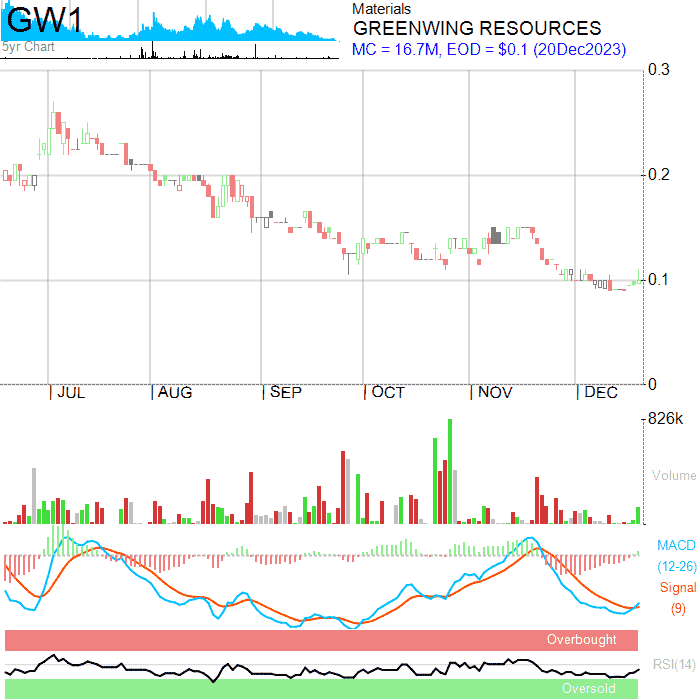 GW1
5yr Chart
Materials
GREENWING RESOURCES
MC = 16.7M, EOD = $0.1 (20Dec2023)
0.3
0.2
0.1
0
JUL AUG SEP OCT NOV DEC
826k
Volume
MACD
(12-26)
Signal
(9)
Overbought
RSI(14)
Oversold